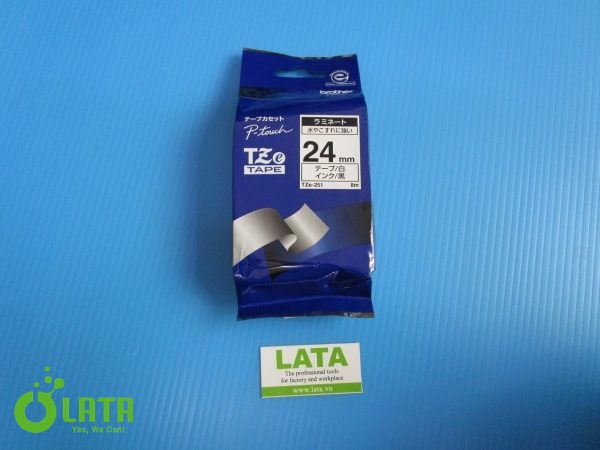 brother
テープカセット
P-touch
TZe
TAPE
ラミネート
水やこすれに強い
24 mm
テープ/白
インク/黒
TZe-251 8m
LATA
The professional tools
for factory and workplace
www.lata.vn
LATA
Yes, We Can!